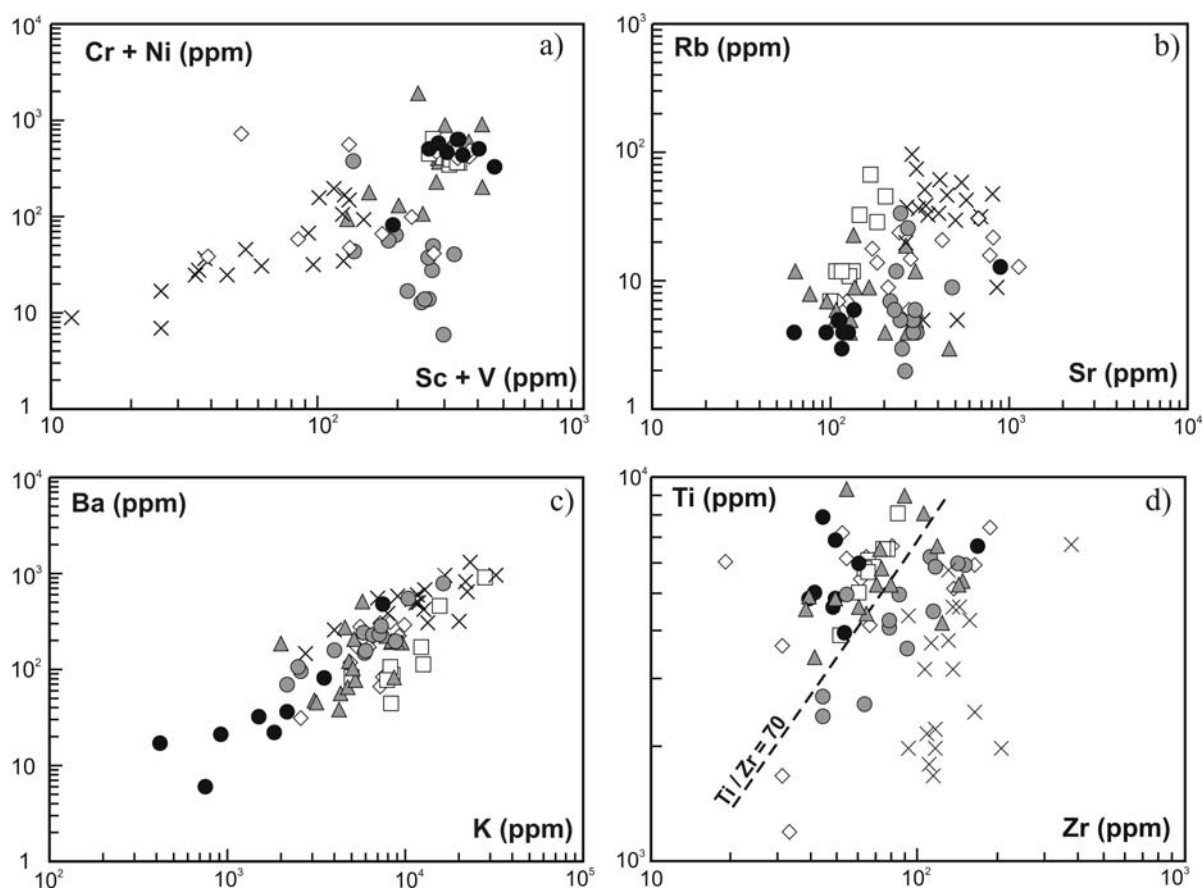 10⁴ Cr + Ni (ppm) a)
10³
10²
10
1
Sc + V (ppm)
10 10² 10³
10³ Rb (ppm) b)
10²
10
1
Sr (ppm)
10 10² 10³ 10⁴
10⁴ Ba (ppm) c)
10³
10²
10
1
K (ppm)
10² 10³ 10⁴ 10⁵
10⁴ Ti (ppm) d)
Ti / Zr = 70
10³
Zr (ppm)
10 10² 10³